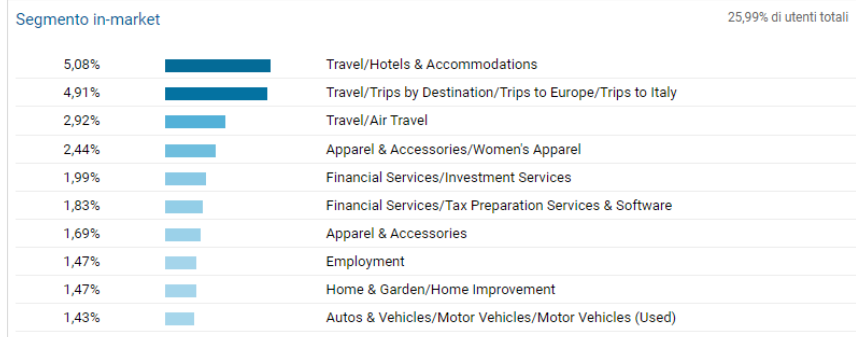 Segmento in-market 25,99% di utenti totali
5,08% Travel/Hotels & Accommodations
4,91% Travel/Trips by Destination/Trips to Europe/Trips to Italy
2,92% Travel/Air Travel
2,44% Apparel & Accessories/Women's Apparel
1,99% Financial Services/Investment Services
1,83% Financial Services/Tax Preparation Services & Software
1,69% Apparel & Accessories
1,47% Employment
1,47% Home & Garden/Home Improvement
1,43% Autos & Vehicles/Motor Vehicles/Motor Vehicles (Used)